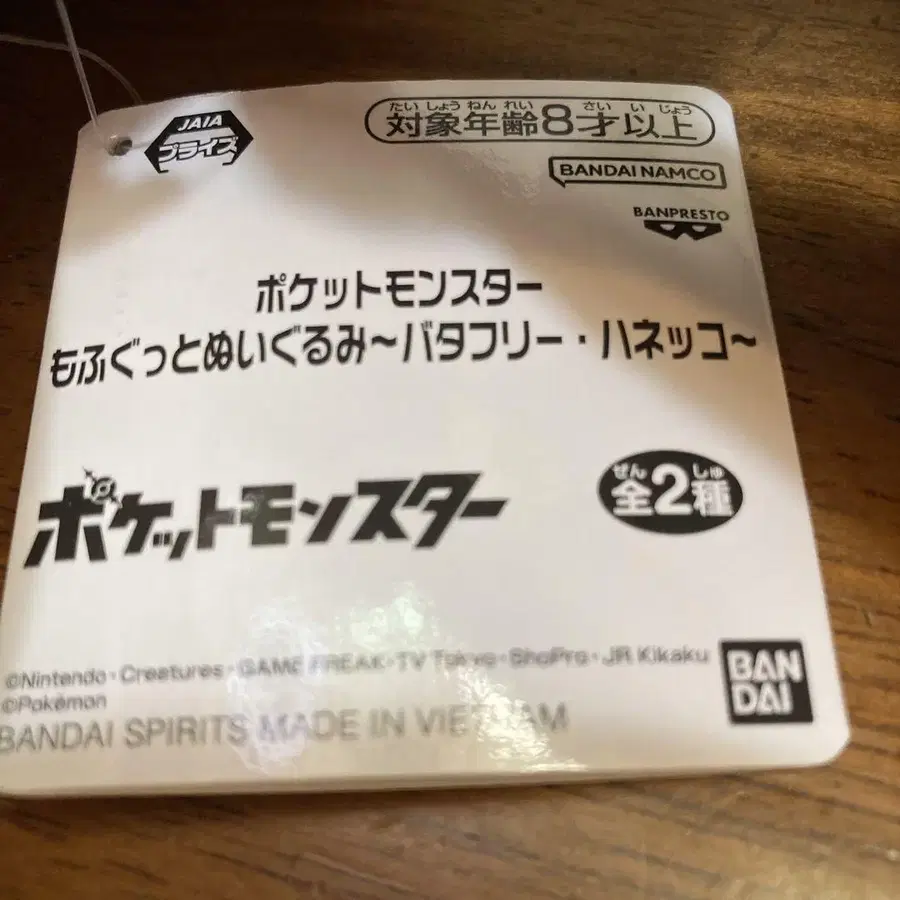 JAIA
プライズ
たいしょうねんれい さいいじょう
対象年齢8才以上
BANDAI NAMCO
BANPRESTO
ポケットモンスター
もふぐっとぬいぐるみ〜バタフリー・ハネッコ〜
ポケットモンスター
ぜん しゅ
全2種
©Nintendo・Creatures・GAME FREAK・TV Tokyo・ShoPro・JR Kikaku
©Pokémon
BANDAI SPIRITS MADE IN VIETNAM
BAN
DAI